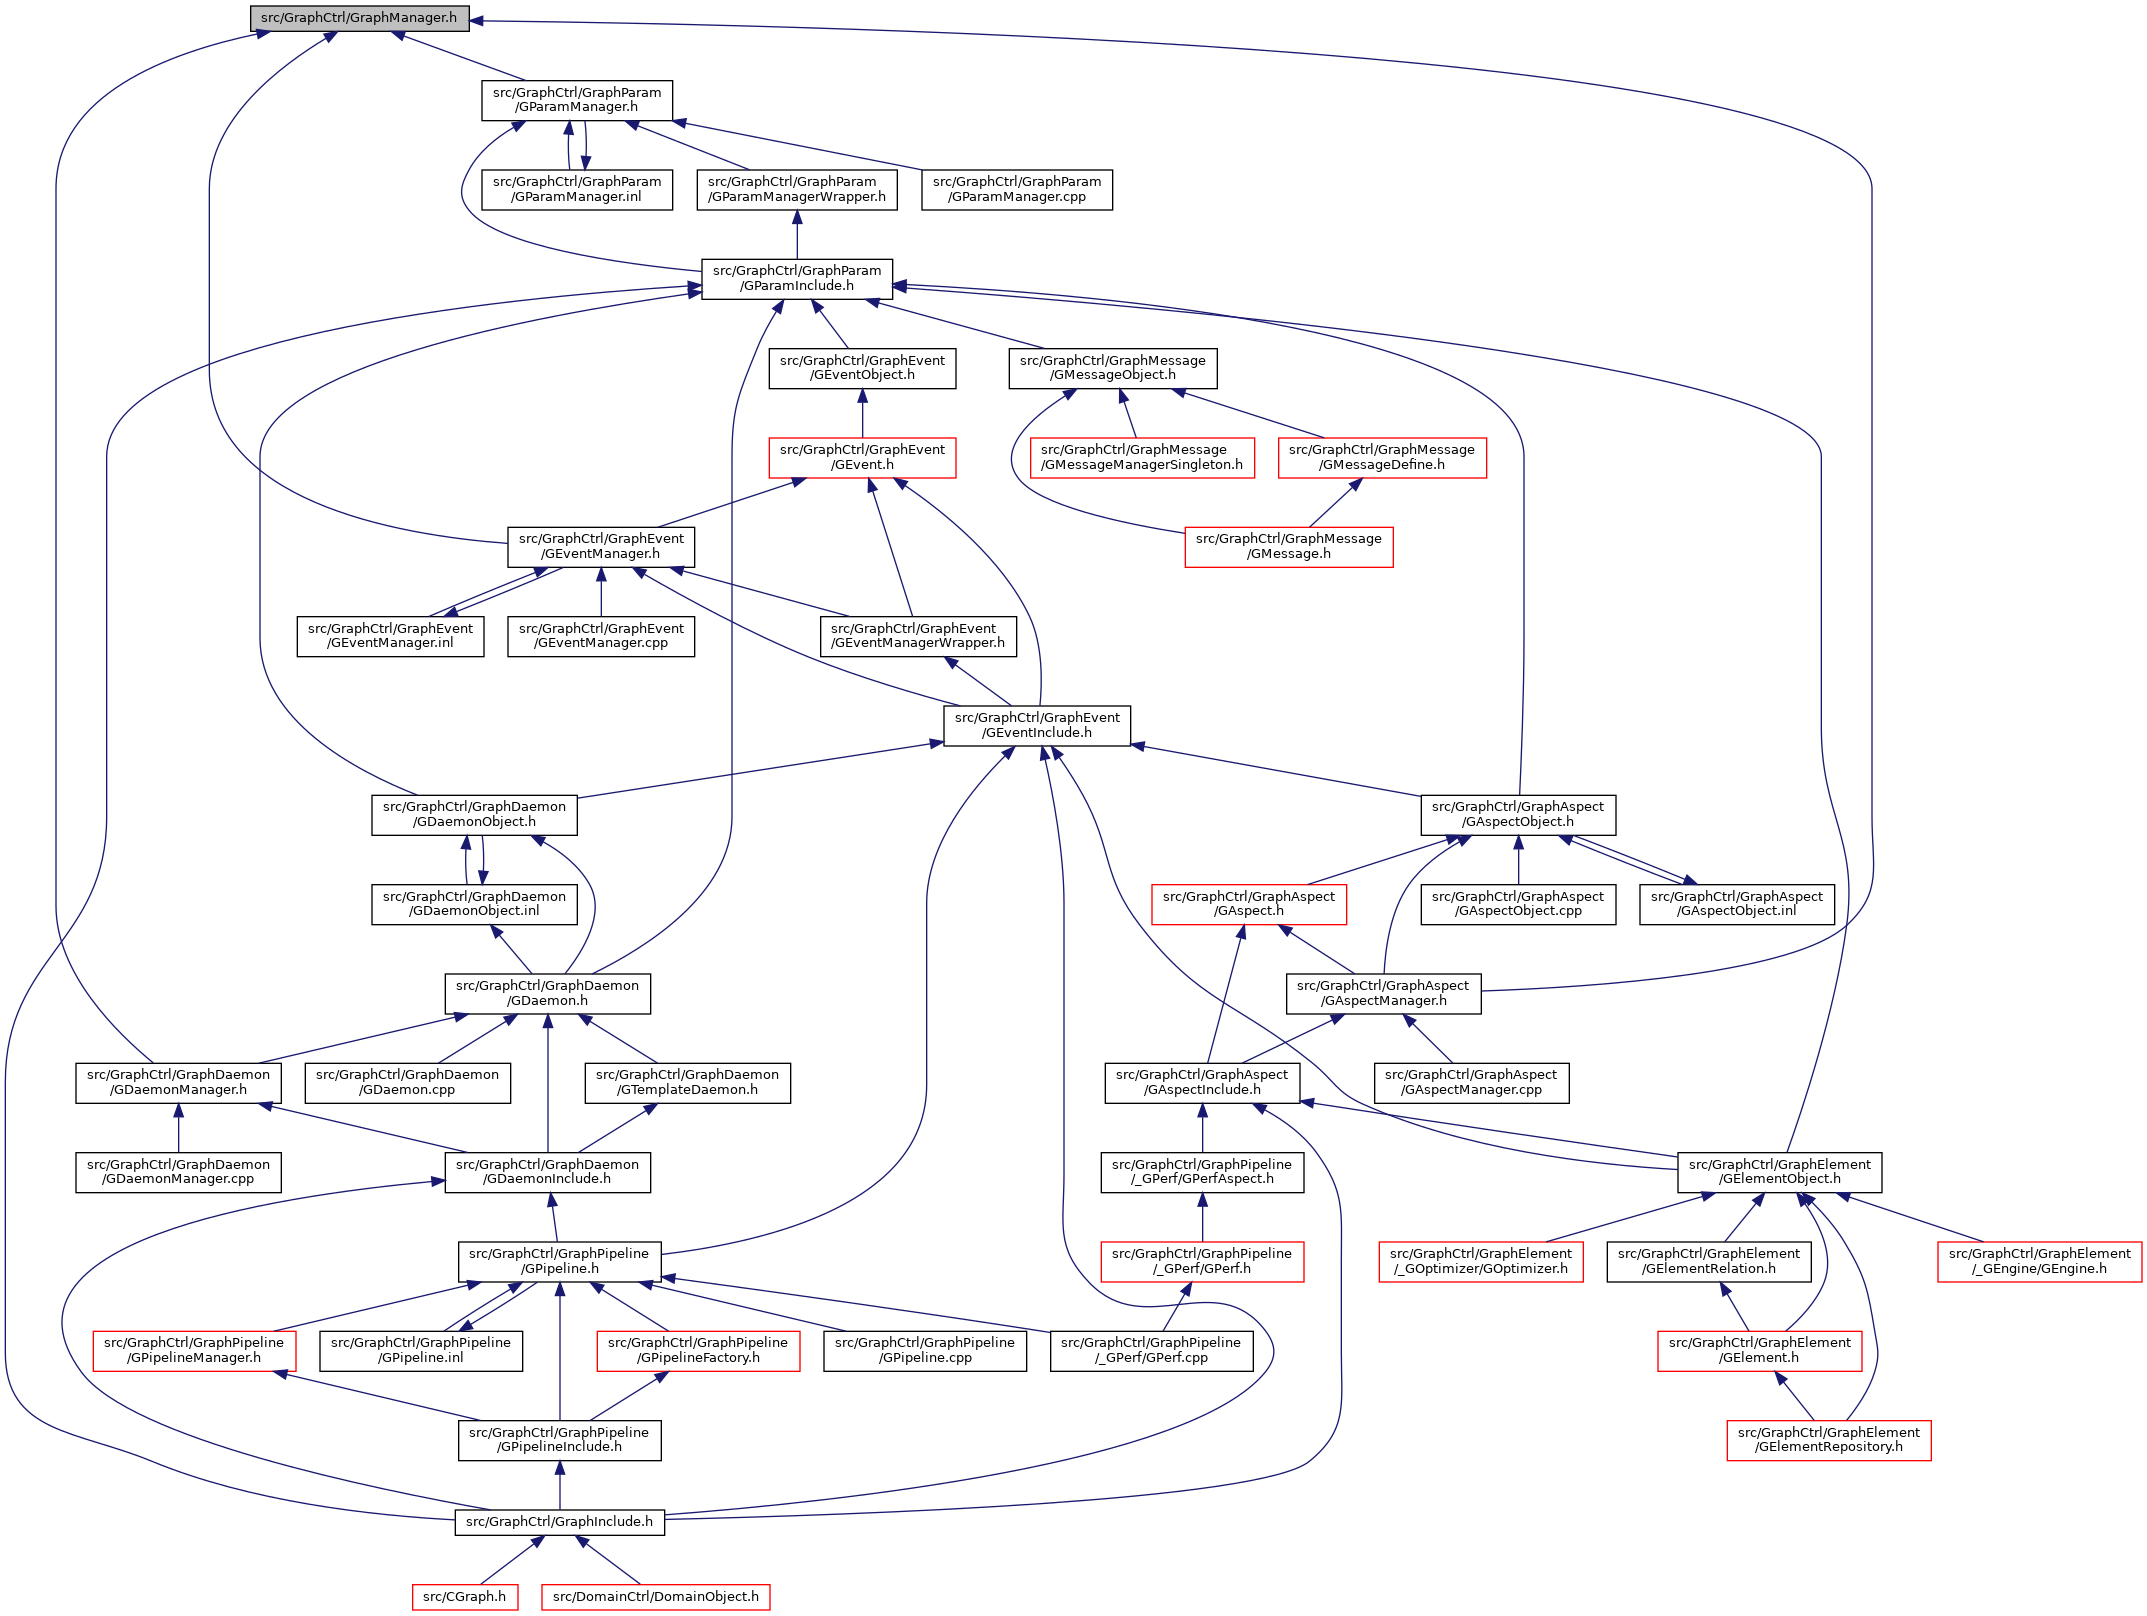 src/GraphCtrl/GraphManager.h
src/GraphCtrl/GraphParam
/GParamManager.h
src/GraphCtrl/GraphParam
/GParamManager.inl
src/GraphCtrl/GraphParam
/GParamManagerWrapper.h
src/GraphCtrl/GraphParam
/GParamManager.cpp
src/GraphCtrl/GraphParam
/GParamInclude.h
src/GraphCtrl/GraphEvent
/GEventObject.h
src/GraphCtrl/GraphMessage
/GMessageObject.h
src/GraphCtrl/GraphEvent
/GEvent.h
src/GraphCtrl/GraphMessage
/GMessageManagerSingleton.h
src/GraphCtrl/GraphMessage
/GMessageDefine.h
src/GraphCtrl/GraphEvent
/GEventManager.h
src/GraphCtrl/GraphMessage
/GMessage.h
src/GraphCtrl/GraphEvent
/GEventManager.inl
src/GraphCtrl/GraphEvent
/GEventManager.cpp
src/GraphCtrl/GraphEvent
/GEventManagerWrapper.h
src/GraphCtrl/GraphEvent
/GEventInclude.h
src/GraphCtrl/GraphDaemon
/GDaemonObject.h
src/GraphCtrl/GraphAspect
/GAspectObject.h
src/GraphCtrl/GraphDaemon
/GDaemonObject.inl
src/GraphCtrl/GraphAspect
/GAspect.h
src/GraphCtrl/GraphAspect
/GAspectObject.cpp
src/GraphCtrl/GraphAspect
/GAspectObject.inl
src/GraphCtrl/GraphDaemon
/GDaemon.h
src/GraphCtrl/GraphAspect
/GAspectManager.h
src/GraphCtrl/GraphDaemon
/GDaemonManager.h
src/GraphCtrl/GraphDaemon
/GDaemon.cpp
src/GraphCtrl/GraphDaemon
/GTemplateDaemon.h
src/GraphCtrl/GraphAspect
/GAspectInclude.h
src/GraphCtrl/GraphAspect
/GAspectManager.cpp
src/GraphCtrl/GraphDaemon
/GDaemonManager.cpp
src/GraphCtrl/GraphDaemon
/GDaemonInclude.h
src/GraphCtrl/GraphPipeline
/_GPerf/GPerfAspect.h
src/GraphCtrl/GraphElement
/GElementObject.h
src/GraphCtrl/GraphPipeline
/GPipeline.h
src/GraphCtrl/GraphPipeline
/_GPerf/GPerf.h
src/GraphCtrl/GraphElement
/_GOptimizer/GOptimizer.h
src/GraphCtrl/GraphElement
/GElementRelation.h
src/GraphCtrl/GraphElement
/_GEngine/GEngine.h
src/GraphCtrl/GraphPipeline
/GPipelineManager.h
src/GraphCtrl/GraphPipeline
/GPipeline.inl
src/GraphCtrl/GraphPipeline
/GPipelineFactory.h
src/GraphCtrl/GraphPipeline
/GPipeline.cpp
src/GraphCtrl/GraphPipeline
/_GPerf/GPerf.cpp
src/GraphCtrl/GraphElement
/GElement.h
src/GraphCtrl/GraphPipeline
/GPipelineInclude.h
src/GraphCtrl/GraphElement
/GElementRepository.h
src/GraphCtrl/GraphInclude.h
src/CGraph.h
src/DomainCtrl/DomainObject.h